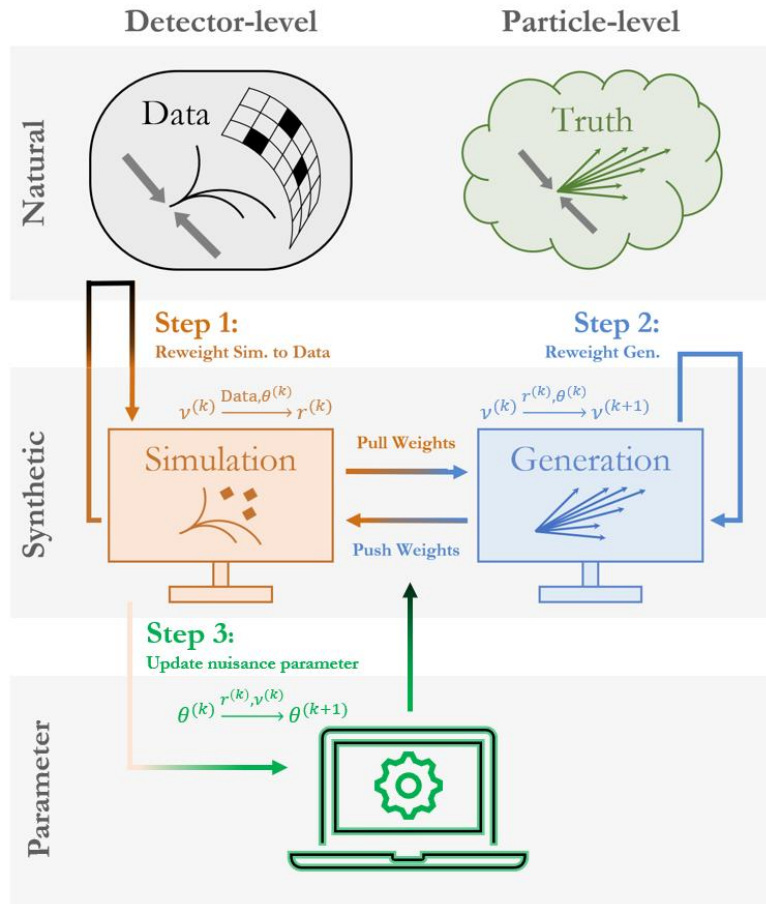 Detector-level
Particle-level
Natural
Data
Truth
Step 1:
Reweight Sim. to Data
Step 2:
Reweight Gen.
Synthetic
ν^(k) —Data,θ^(k)→ r^(k)
ν^(k) —r^(k),θ^(k)→ ν^(k+1)
Simulation
Pull Weights
Generation
Push Weights
Step 3:
Update nuisance parameter
Parameter
θ^(k) —r^(k),ν^(k)→ θ^(k+1)